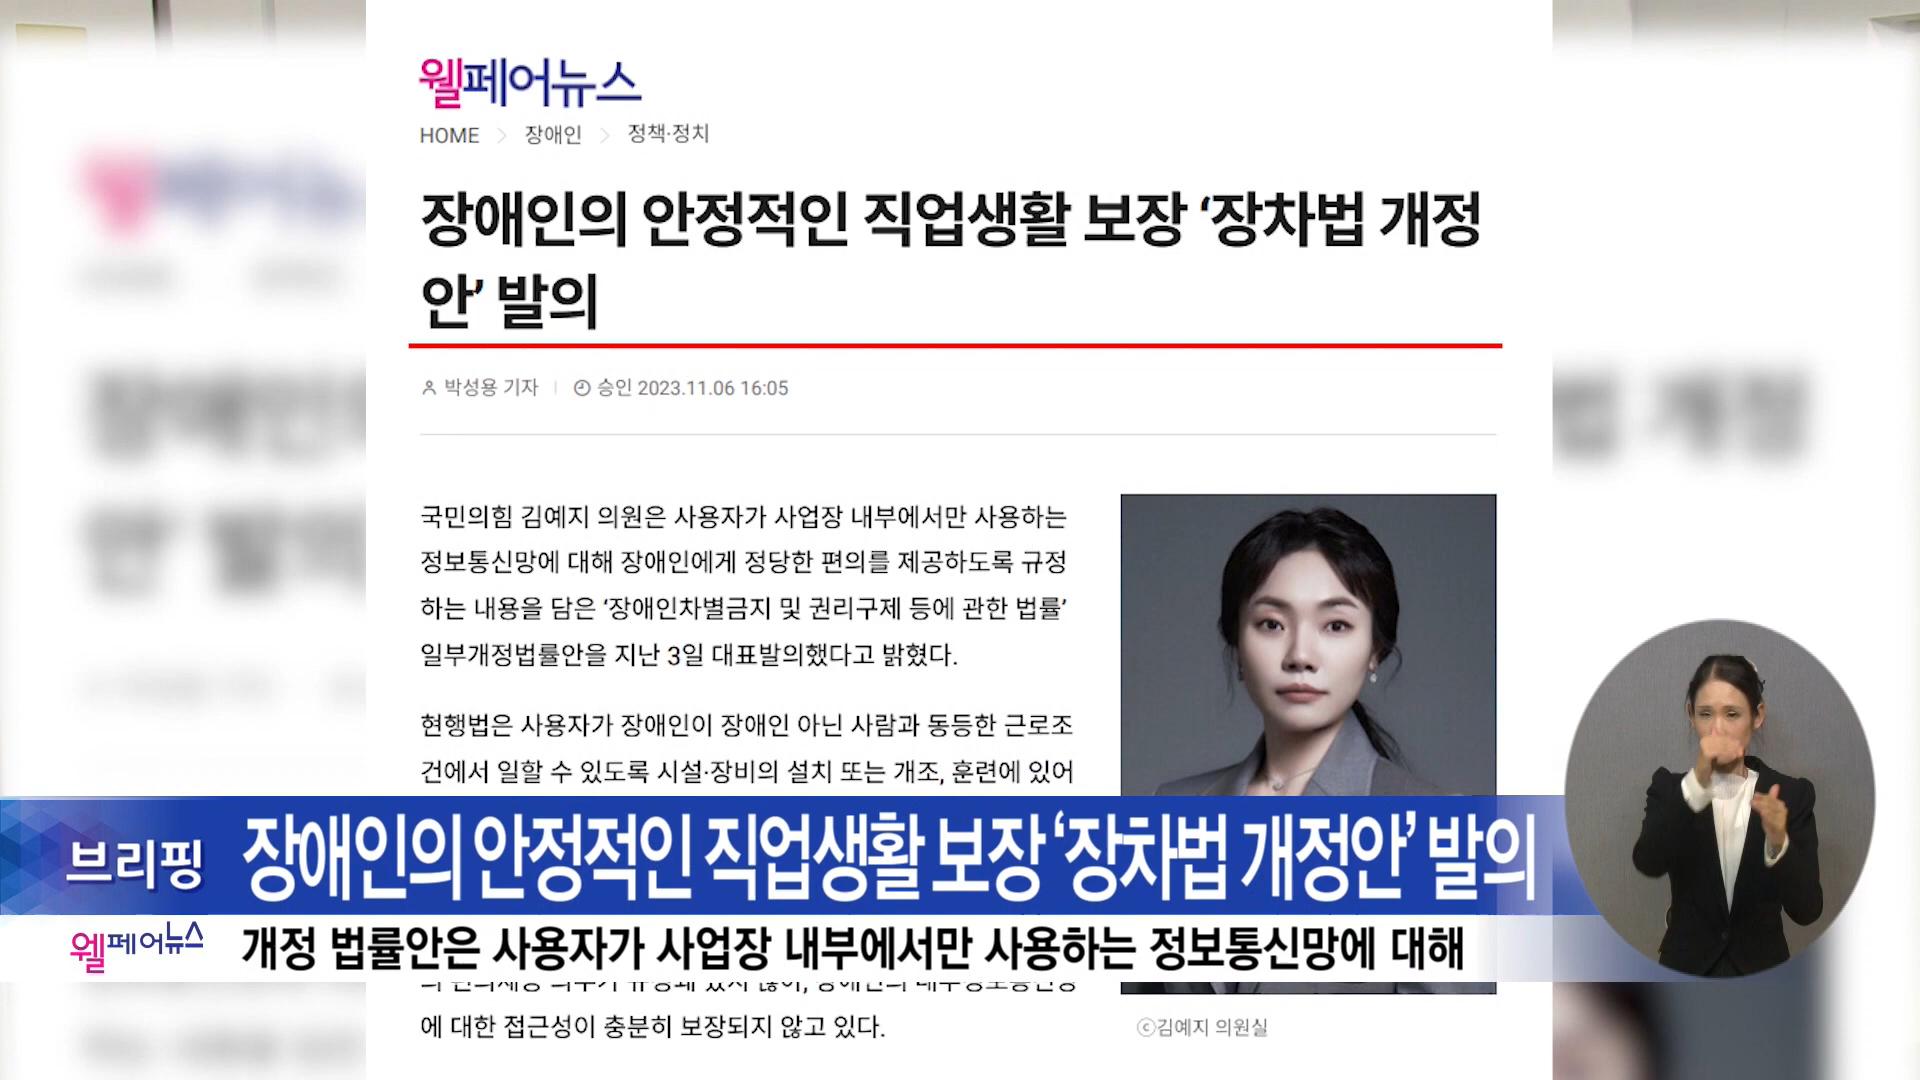 웰페어뉴스
HOME > 장애인 > 정책·정치
장애인의 안정적인 직업생활 보장 ‘장차법 개정
안’ 발의
박성용 기자 | 승인 2023.11.06 16:05
국민의힘 김예지 의원은 사용자가 사업장 내부에서만 사용하는
정보통신망에 대해 장애인에게 정당한 편의를 제공하도록 규정
하는 내용을 담은 ‘장애인차별금지 및 권리구제 등에 관한 법률’
일부개정법률안을 지난 3일 대표발의했다고 밝혔다.
현행법은 사용자가 장애인이 장애인 아닌 사람과 동등한 근로조
건에서 일할 수 있도록 시설·장비의 설치 또는 개조, 훈련에 있어
브리핑
장애인의 안정적인 직업생활 보장 ‘장차법 개정안’ 발의
웰페어뉴스
개정 법률안은 사용자가 사업장 내부에서만 사용하는 정보통신망에 대해
에 대한 접근성이 충분히 보장되지 않고 있다.
ⓒ김예지 의원실